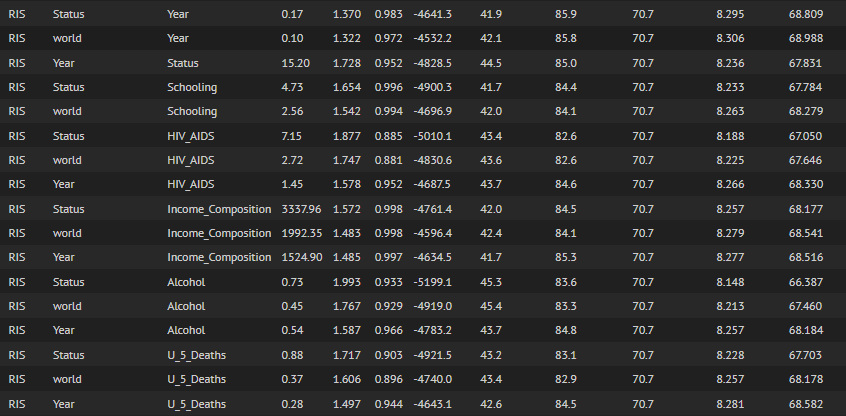 RIS Status Year 0.17 1.370 0.983 -4641.3 41.9 85.9 70.7 8.295 68.809
RIS world Year 0.10 1.322 0.972 -4532.2 42.1 85.8 70.7 8.306 68.988
RIS Year Status 15.20 1.728 0.952 -4828.5 44.5 85.0 70.7 8.236 67.831
RIS Status Schooling 4.73 1.654 0.996 -4900.3 41.7 84.4 70.7 8.233 67.784
RIS world Schooling 2.56 1.542 0.994 -4696.9 42.0 84.1 70.7 8.263 68.279
RIS Status HIV_AIDS 7.15 1.877 0.885 -5010.1 43.4 82.6 70.7 8.188 67.050
RIS world HIV_AIDS 2.72 1.747 0.881 -4830.6 43.6 82.6 70.7 8.225 67.646
RIS Year HIV_AIDS 1.45 1.578 0.952 -4687.5 43.7 84.6 70.7 8.266 68.330
RIS Status Income_Composition 3337.96 1.572 0.998 -4761.4 42.0 84.5 70.7 8.257 68.177
RIS world Income_Composition 1992.35 1.483 0.998 -4596.4 42.4 84.1 70.7 8.279 68.541
RIS Year Income_Composition 1524.90 1.485 0.997 -4634.5 41.7 85.3 70.7 8.277 68.516
RIS Status Alcohol 0.73 1.993 0.933 -5199.1 45.3 83.6 70.7 8.148 66.387
RIS world Alcohol 0.45 1.767 0.929 -4919.0 45.4 83.3 70.7 8.213 67.460
RIS Year Alcohol 0.54 1.587 0.966 -4783.2 43.7 84.8 70.7 8.257 68.184
RIS Status U_5_Deaths 0.88 1.717 0.903 -4921.5 43.2 83.1 70.7 8.228 67.703
RIS world U_5_Deaths 0.37 1.606 0.896 -4740.0 43.4 82.9 70.7 8.257 68.178
RIS Year U_5_Deaths 0.28 1.497 0.944 -4643.1 42.6 84.5 70.7 8.281 68.582